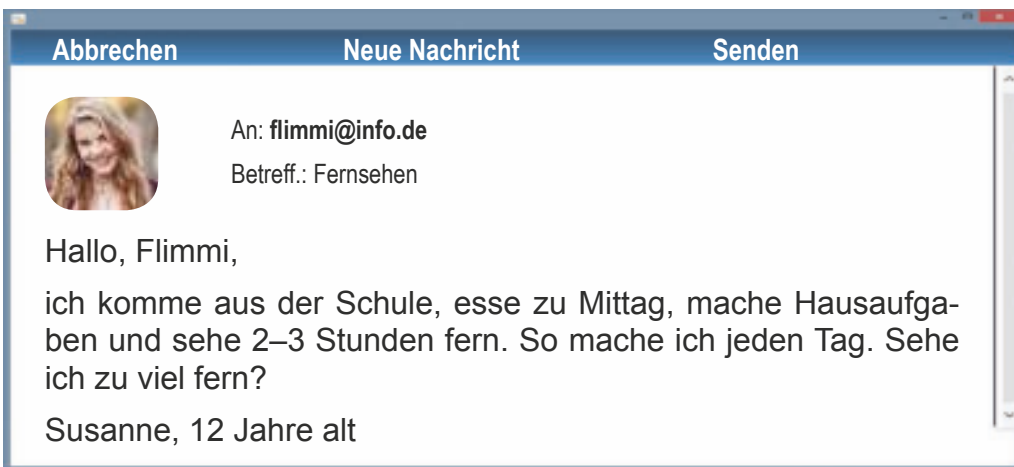 Abbrechen Neue Nachricht Senden
An: flimmi@info.de
Betreff.: Fernsehen
Hallo, Flimmi,
ich komme aus der Schule, esse zu Mittag, mache Hausaufga-
ben und sehe 2–3 Stunden fern. So mache ich jeden Tag. Sehe
ich zu viel fern?
Susanne, 12 Jahre alt